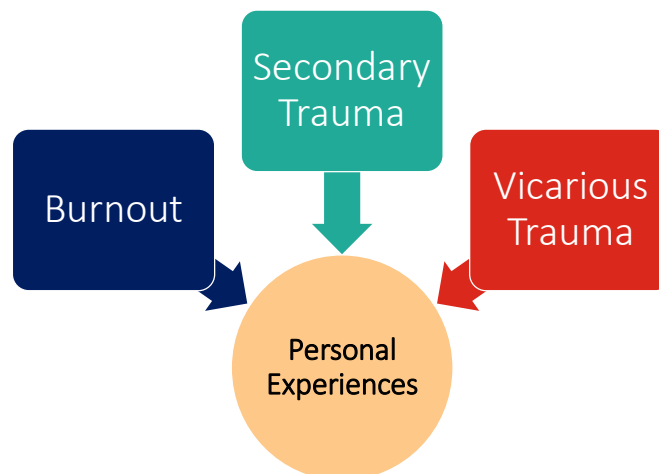 Secondary
Trauma
Burnout
Vicarious
Trauma
Personal
Experiences